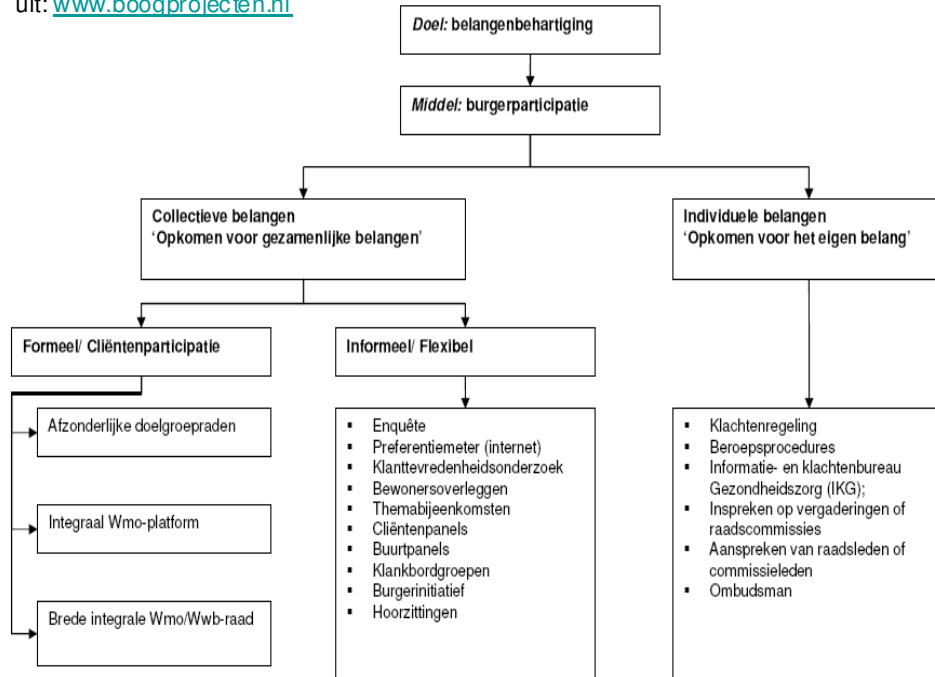 uit: www.boogprojecten.nl
Doel: belangenbehartiging
Middel: burgerparticipatie
Collectieve belangen
‘Opkomen voor gezamenlijke belangen’
Individuele belangen
‘Opkomen voor het eigen belang’
Formeel/ Cliëntenparticipatie
Informeel/ Flexibel
Afzonderlijke doelgroepraden
Integraal Wmo-platform
Brede integrale Wmo/Wwb-raad
▪ Enquête
▪ Preferentiemeter (internet)
▪ Klanttevredenheidsonderzoek
▪ Bewonersoverleggen
▪ Themabijeenkomsten
▪ Cliëntenpanels
▪ Buurtpanels
▪ Klankbordgroepen
▪ Burgerinitiatief
▪ Hoorzittingen
▪ Klachtenregeling
▪ Beroepsprocedures
▪ Informatie- en klachtenbureau
Gezondheidszorg (IKG);
▪ Inspreken op vergaderingen of
raadscommissies
▪ Aanspreken van raadsleden of
commissieleden
▪ Ombudsman